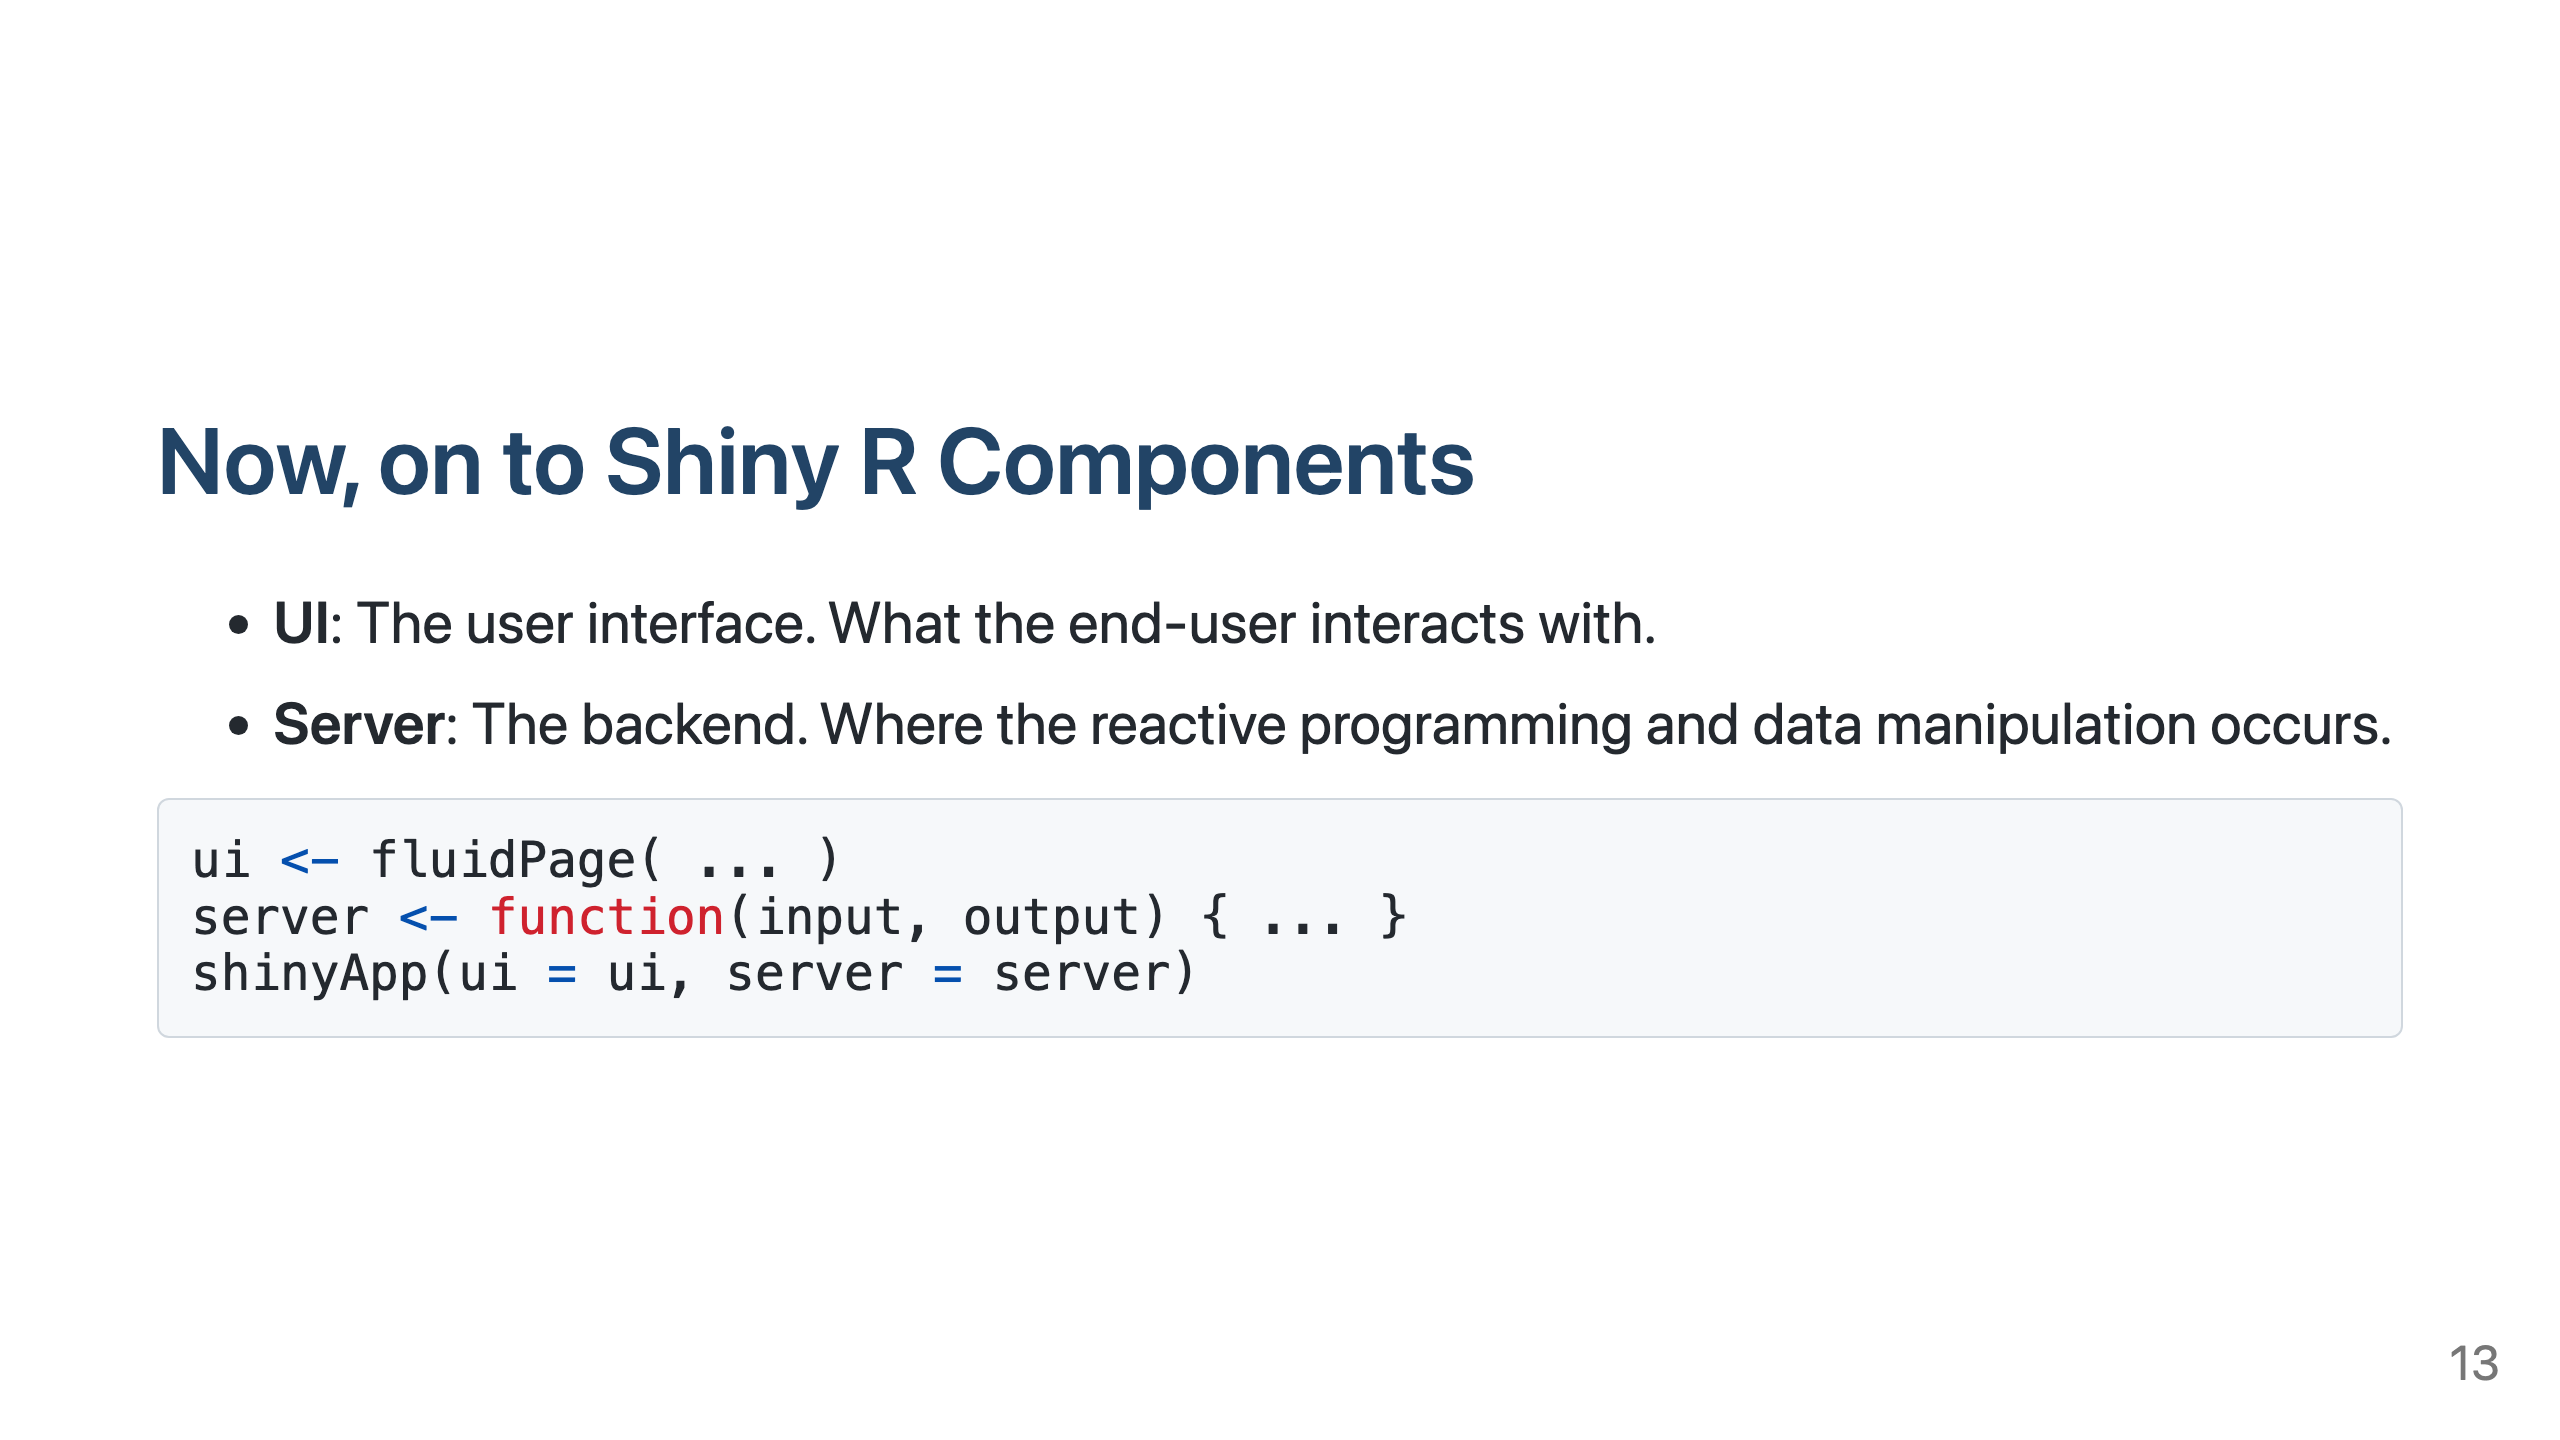 Now, on to Shiny R Components
• UI: The user interface. What the end-user interacts with.
• Server: The backend. Where the reactive programming and data manipulation occurs.
ui <- fluidPage( ... )
server <- function(input, output) { ... }
shinyApp(ui = ui, server = server)
13